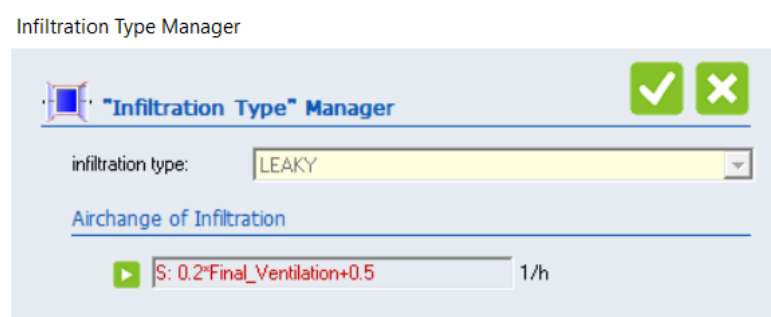 Infiltration Type Manager
"Infiltration Type" Manager
infiltration type: LEAKY
Airchange of Infiltration
S: 0.2*Final_Ventilation+0.5 1/h